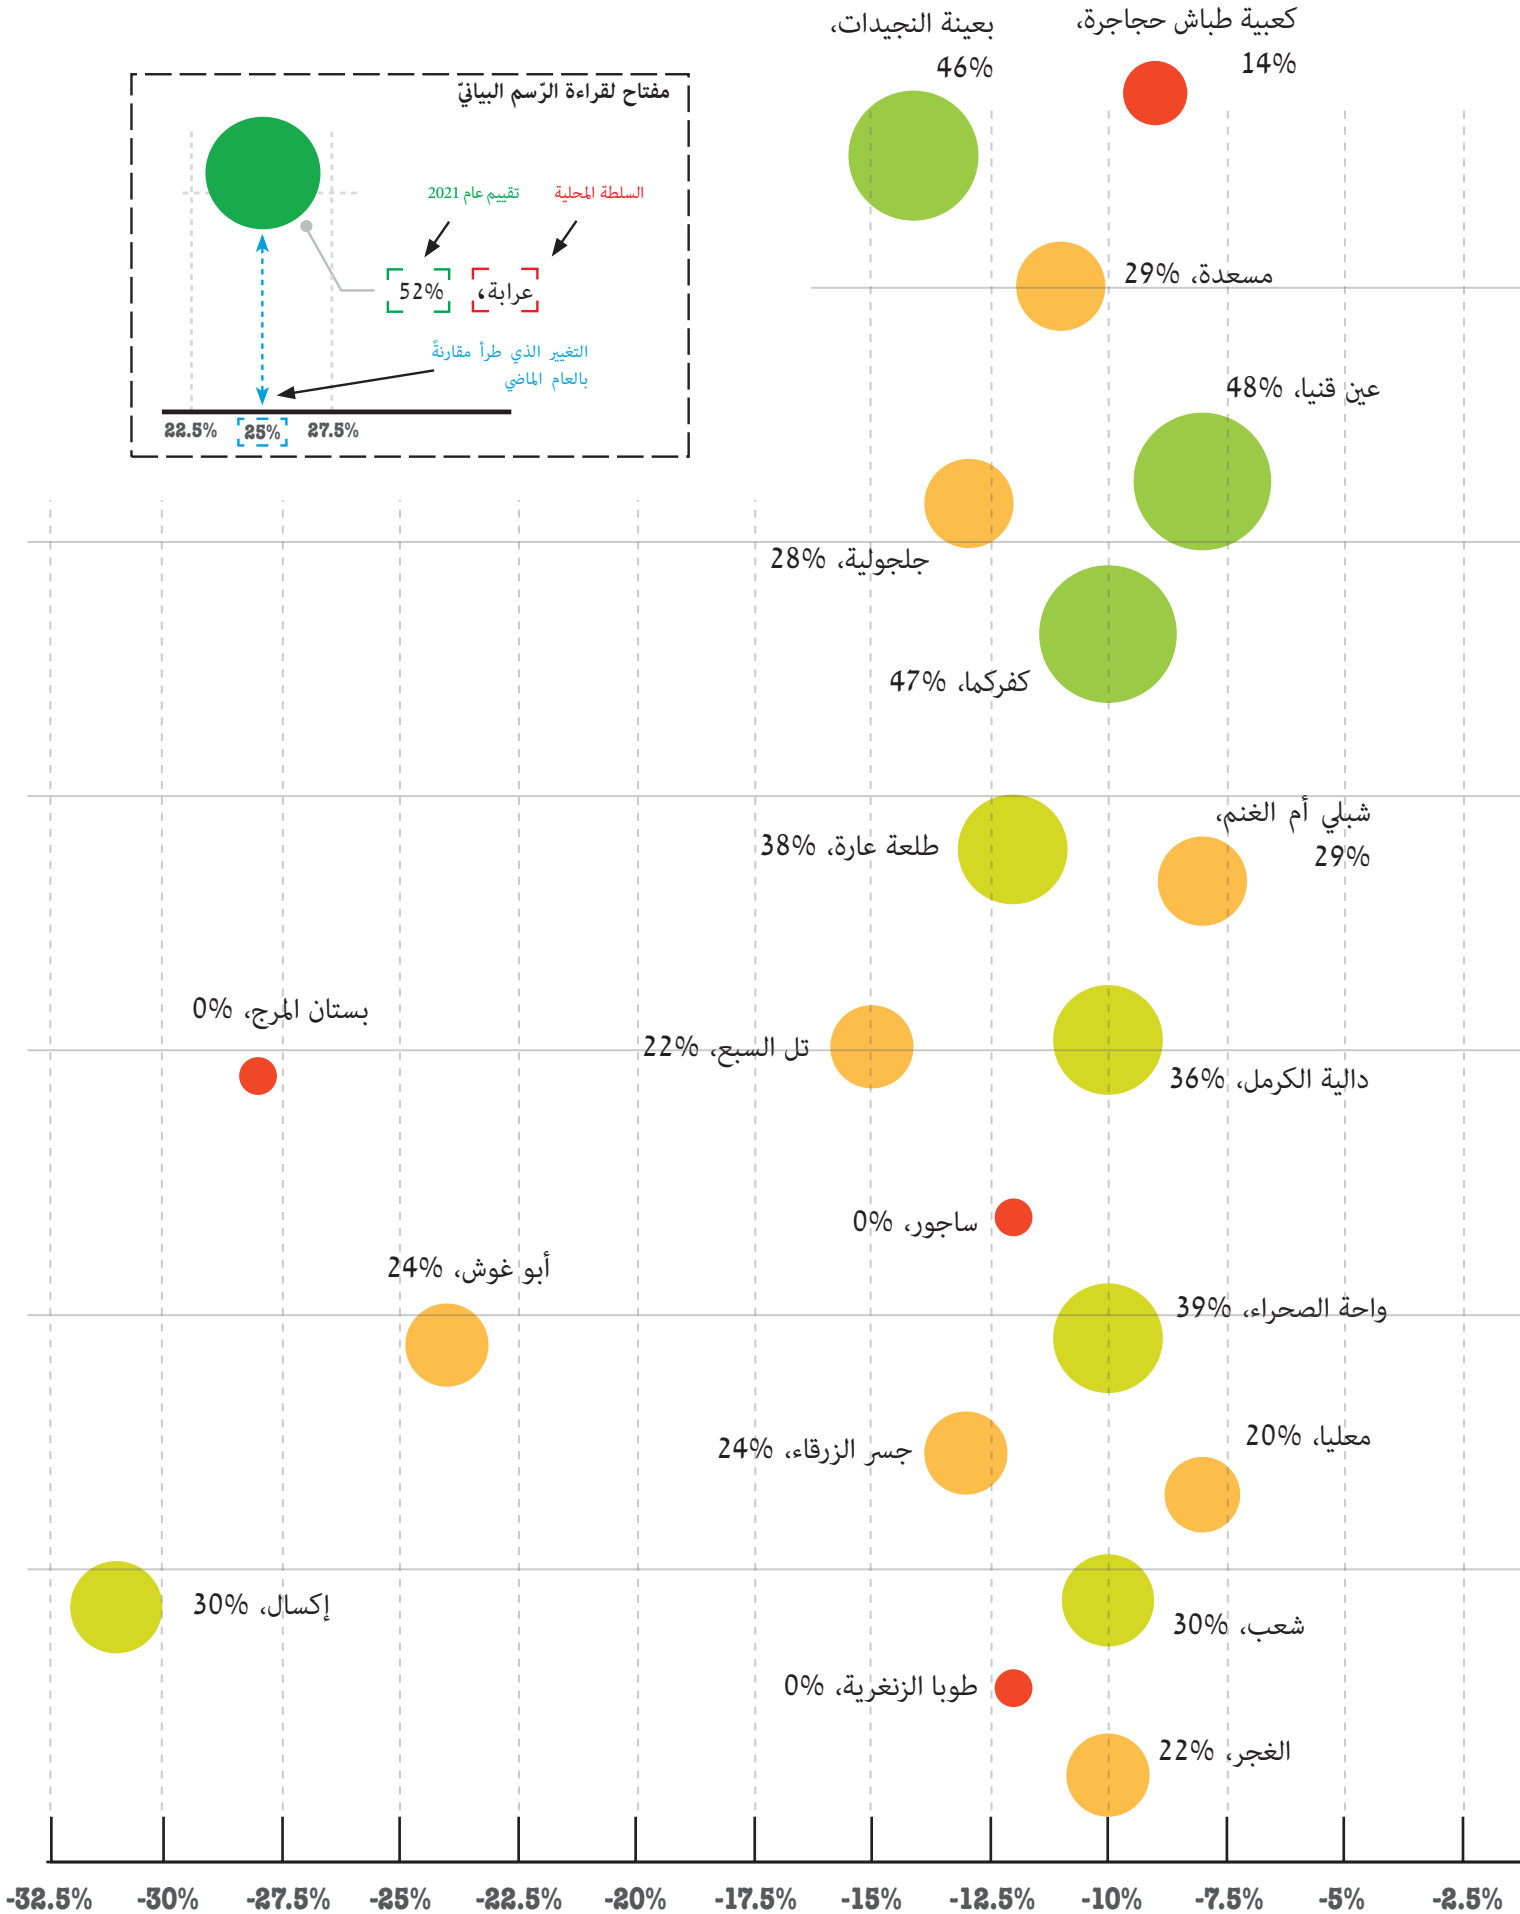 كعبية طباش حجاجرة،
14%
بعينة النجيدات،
46%
مفتاح لقراءة الرّسم البيانيّ
السلطة المحلية
تقييم عام 2021
عرابة، 52%
التغيير الذي طرأ مقارنةً
بالعام الماضي
22.5% 25% 27.5%
مسعدة، 29%
عين قنيا، 48%
جلجولية، 28%
كفركما، 47%
شبلي أم الغنم،
29%
طلعة عارة، 38%
بستان المرج، 0%
تل السبع، 22%
دالية الكرمل، 36%
ساجور، 0%
أبو غوش، 24%
واحة الصحراء، 39%
معليا، 20%
جسر الزرقاء، 24%
إكسال، 30%
شعب، 30%
طوبا الزنغرية، 0%
الغجر، 22%
-32.5% -30% -27.5% -25% -22.5% -20% -17.5% -15% -12.5% -10% -7.5% -5% -2.5%